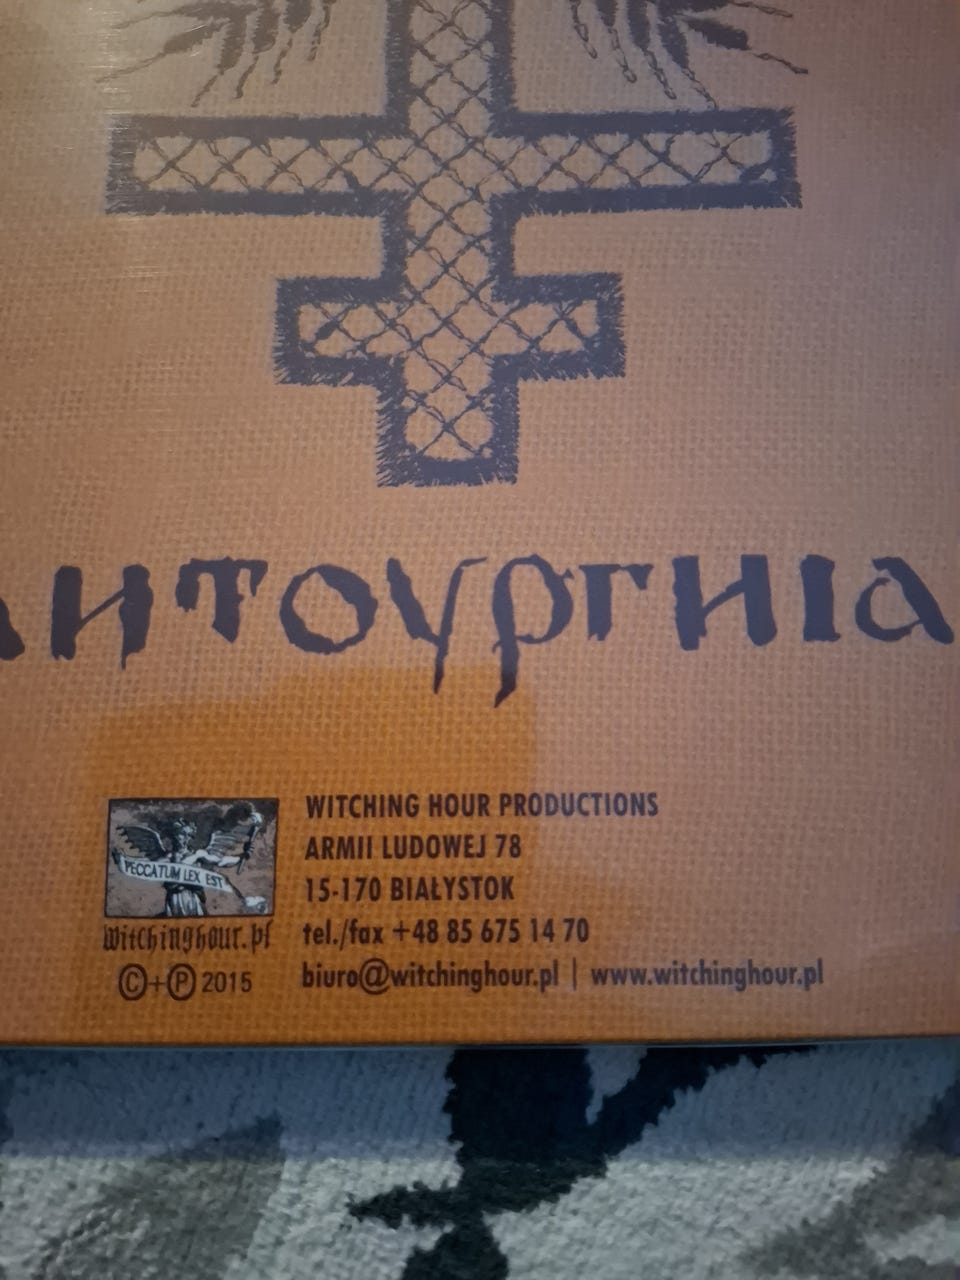 литоургиіа
PECCATUM LEX EST
witchinghour.pl
©+℗ 2015
WITCHING HOUR PRODUCTIONS
ARMII LUDOWEJ 78
15-170 BIAŁYSTOK
tel./fax +48 85 675 14 70
biuro@witchinghour.pl | www.witchinghour.pl